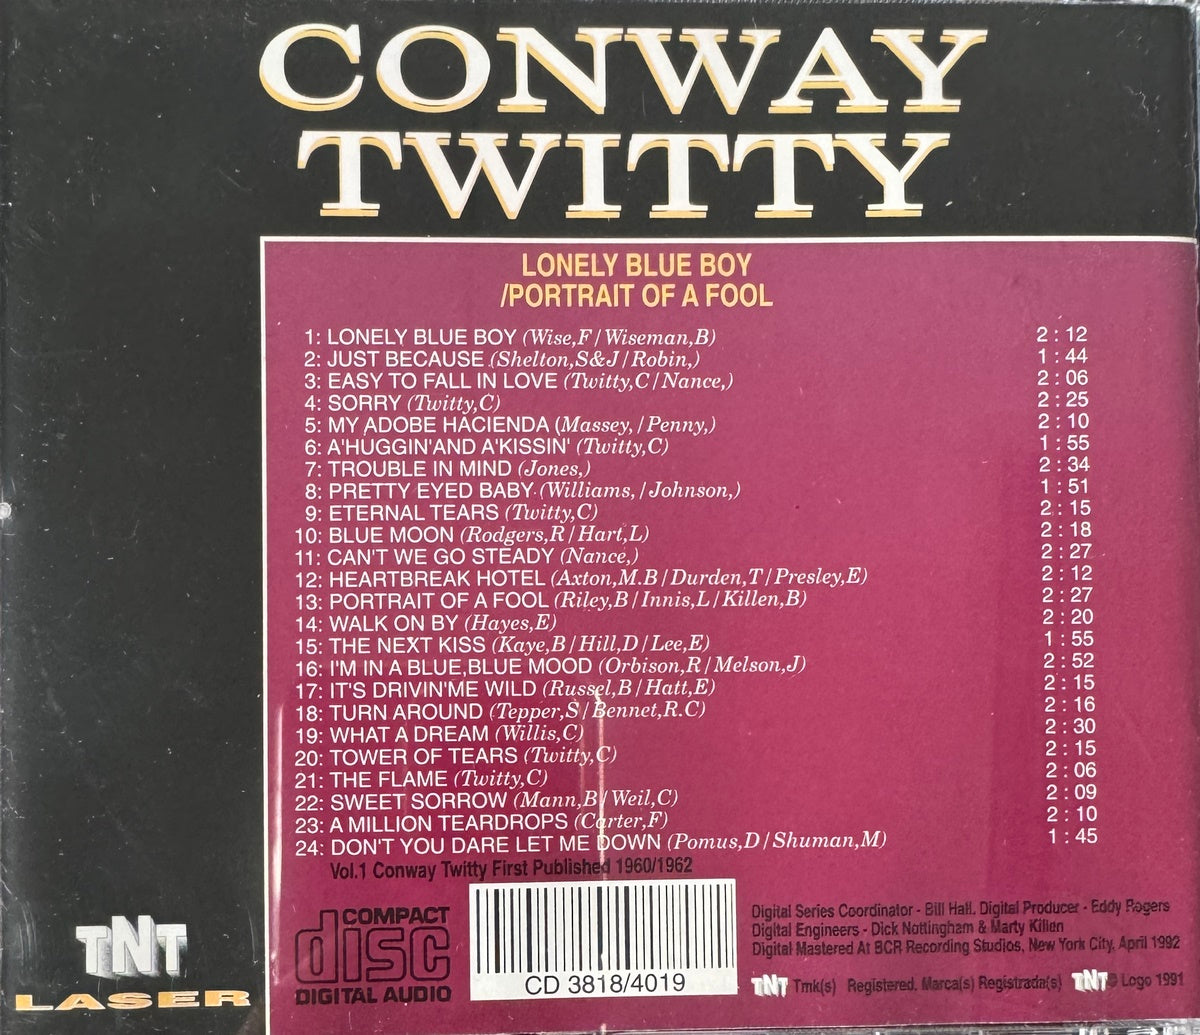 CONWAY
TWITTY
LONELY BLUE BOY
/PORTRAIT OF A FOOL
1: LONELY BLUE BOY (Wise,F/Wiseman,B) 2:12
2: JUST BECAUSE (Shelton,S&J/Robin,) 1:44
3: EASY TO FALL IN LOVE (Twitty,C/Nance,) 2:06
4: SORRY (Twitty,C) 2:25
5: MY ADOBE HACIENDA (Massey,/Penny,) 2:10
6: A'HUGGIN'AND A'KISSIN' (Twitty,C) 1:55
7: TROUBLE IN MIND (Jones,) 2:34
8: PRETTY EYED BABY (Williams,/Johnson,) 1:51
9: ETERNAL TEARS (Twitty,C) 2:15
10: BLUE MOON (Rodgers,R/Hart,L) 2:18
11: CAN'T WE GO STEADY (Nance,) 2:27
12: HEARTBREAK HOTEL (Axton,M.B/Durden,T/Presley,E) 2:12
13: PORTRAIT OF A FOOL (Riley,B/Innis,L/Killen,B) 2:27
14: WALK ON BY (Hayes,E) 2:20
15: THE NEXT KISS (Kaye,B/Hill,D/Lee,E) 1:55
16: I'M IN A BLUE,BLUE MOOD (Orbison,R/Melson,J) 2:52
17: IT'S DRIVIN'ME WILD (Russel,B/Hatt,E) 2:15
18: TURN AROUND (Tepper,S/Bennet,R.C) 2:16
19: WHAT A DREAM (Willis,C) 2:30
20: TOWER OF TEARS (Twitty,C) 2:15
21: THE FLAME (Twitty,C) 2:06
22: SWEET SORROW (Mann,B/Weil,C) 2:09
23: A MILLION TEARDROPS (Carter,F) 2:10
24: DON'T YOU DARE LET ME DOWN (Pomus,D/Shuman,M) 1:45
Vol.1 Conway Twitty First Published 1960/1962
TNT
LASER
COMPACT
disc
DIGITAL AUDIO
CD 3818/4019
Digital Series Coordinator - Bill Hall. Digital Producer - Eddy Rogers
Digital Engineers - Dick Nottingham & Marty Killen
Digital Mastered At BCR Recording Studios, New York City. April 1992
TNT Tmk(s) Registered. Marca(s) Registrada(s) TNT © Logo 1991